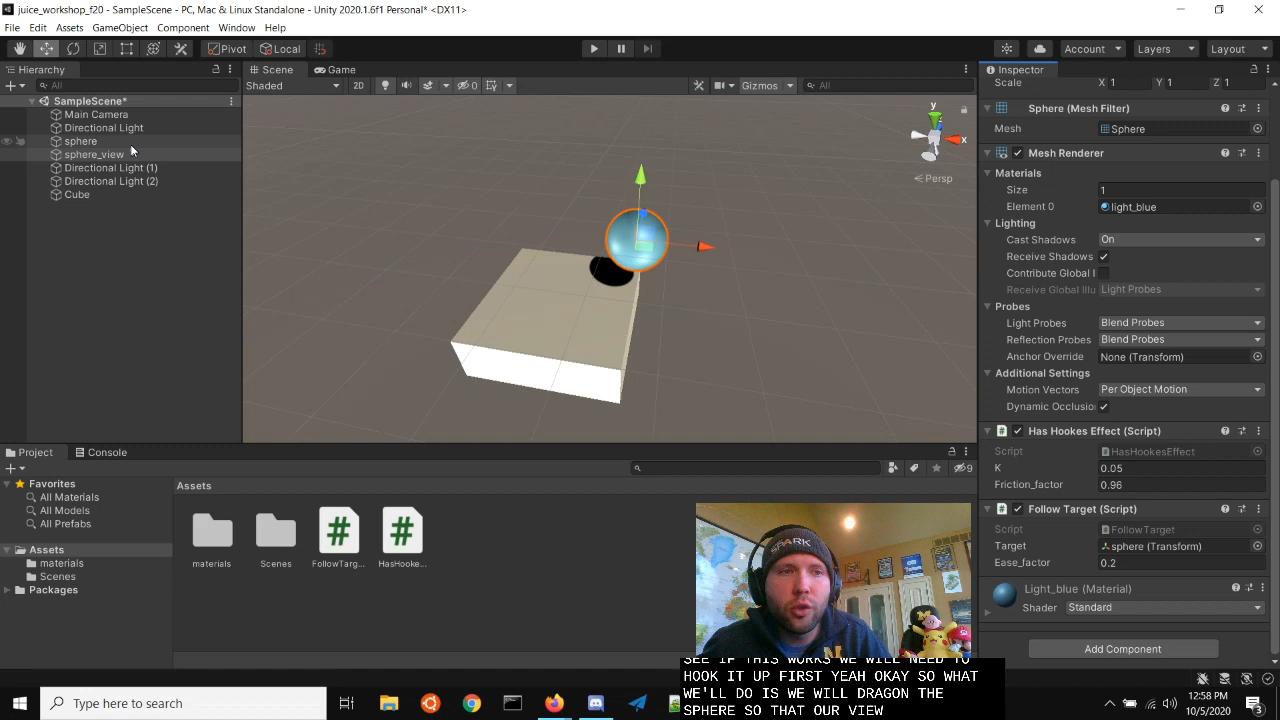 juice_workshop_f20 - SampleScene - PC, Mac & Linux Standalone - Unity 2020.1.6f1 Personal* <DX11>
File Edit Assets GameObject Component Window Help
Pivot Local Account Layers Layout
Hierarchy Scene Game Inspector
All Shaded 2D 0 Gizmos All Scale X 1 Y 1 Z 1
SampleScene*
Main Camera
Directional Light
sphere
sphere_view
Directional Light (1)
Directional Light (2)
Cube
y
x
Persp
Sphere (Mesh Filter)
Mesh Sphere
Mesh Renderer
Materials
Size 1
Element 0 light_blue
Lighting
Cast Shadows On
Receive Shadows
Contribute Global I
Receive Global Illu Light Probes
Probes
Light Probes Blend Probes
Reflection Probes Blend Probes
Anchor Override None (Transform)
Additional Settings
Motion Vectors Per Object Motion
Dynamic Occlusio
# Has Hookes Effect (Script)
Script HasHookesEffect
K 0.05
Friction_factor 0.96
# Follow Target (Script)
Script FollowTarget
Target sphere (Transform)
Ease_factor 0.2
Light_blue (Material)
Shader Standard
Add Component
Project Console
9
Favorites
All Materials
All Models
All Prefabs
Assets
materials
Scenes
Packages
Assets
# #
materials Scenes FollowTarg... HasHooke...
SPARK
SEE IF THIS WORKS WE WILL NEED TO
HOOK IT UP FIRST YEAH OKAY SO WHAT
WE'LL DO IS WE WILL DRAGON THE
SPHERE SO THAT OUR VIEW
Type here to search
12:58 PM
10/5/2020